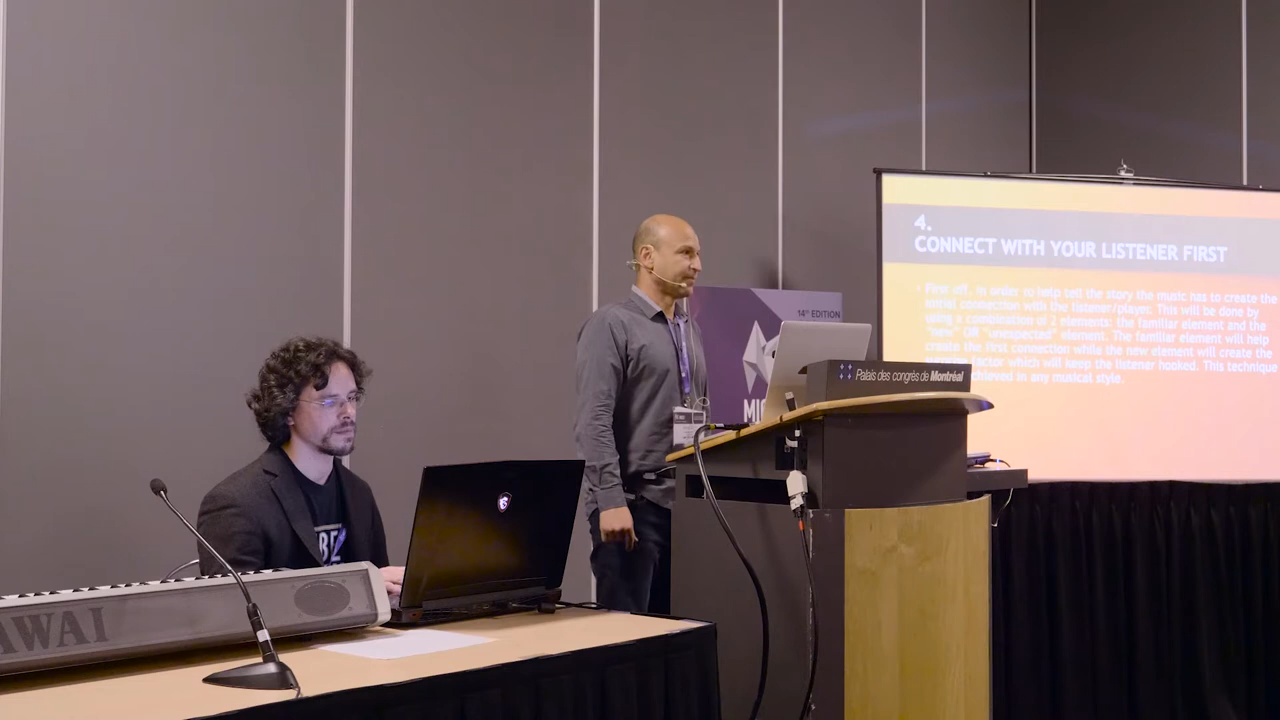 4.
CONNECT WITH YOUR LISTENER FIRST
• First off, in order to help tell the story the music has to create the
initial connection with the listener/player. This will be done by
using a combination of 2 elements: The familiar element and the
"new" OR "unexpected" element. The familiar element will help
create the first connection while the new element will create the
factor which will keep the listener hooked. This technique
achieved in any musical style.
14TH EDITION
MI
Palais des congrès de Montréal
AWAI